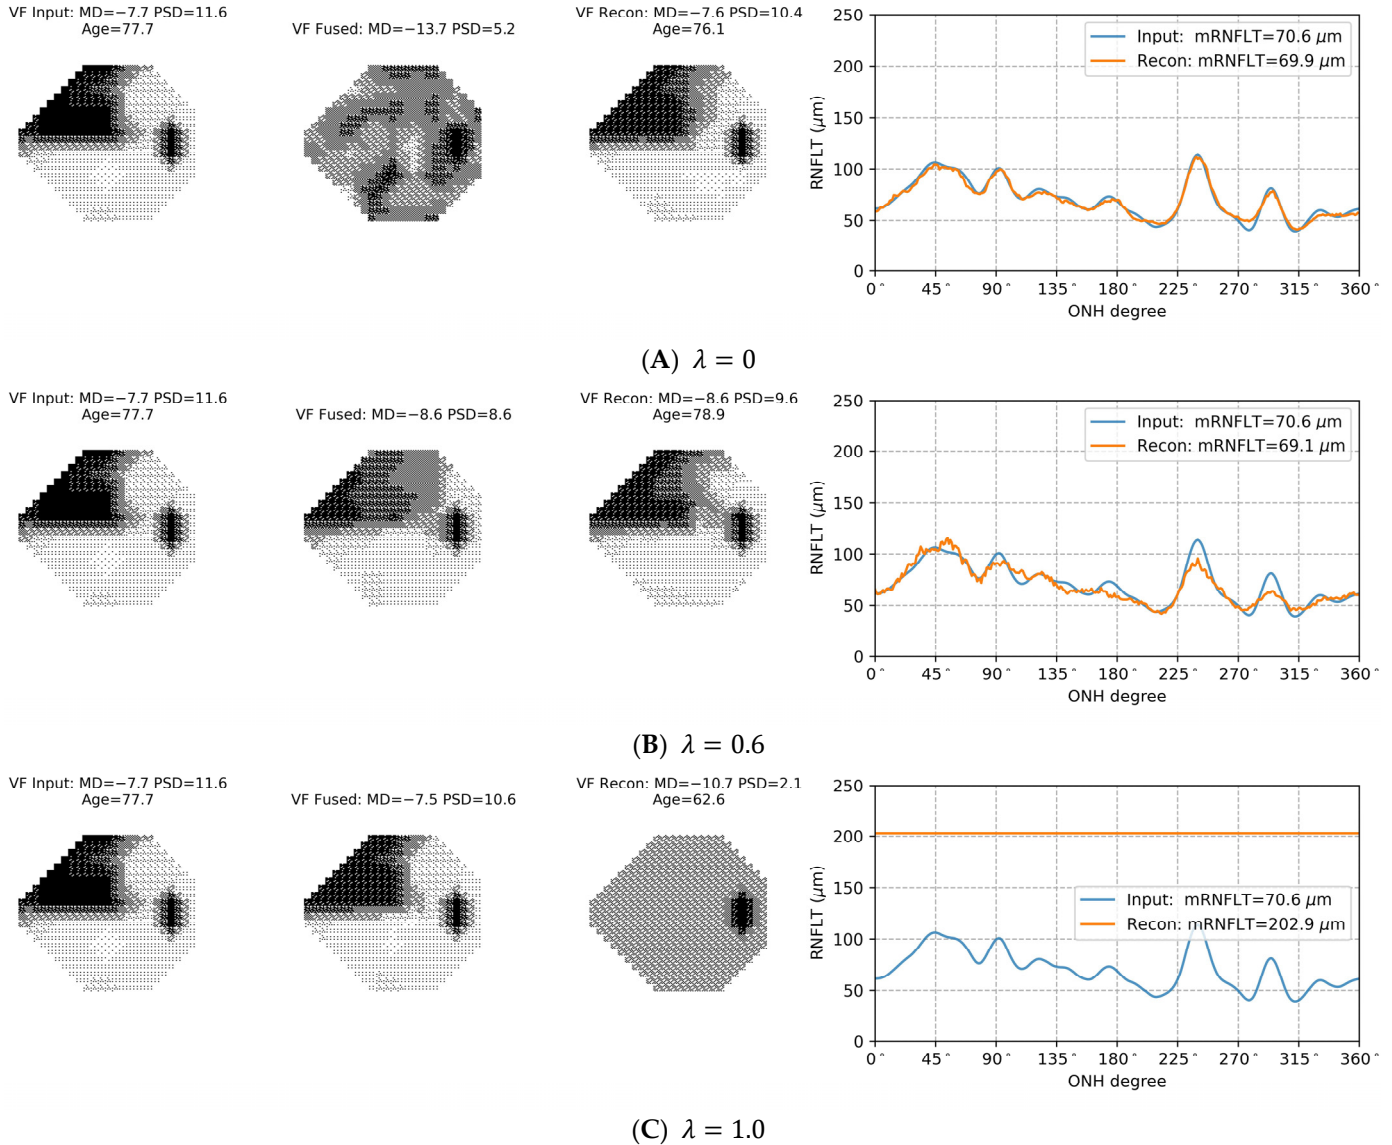 VF Input: MD=−7.7 PSD=11.6
Age=77.7
VF Fused: MD=−13.7 PSD=5.2
VF Recon: MD=−7.6 PSD=10.4
Age=76.1
250
200
150
100
50
0
RNFLT (μm)
Input: mRNFLT=70.6 μm
Recon: mRNFLT=69.9 μm
0° 45° 90° 135° 180° 225° 270° 315° 360°
ONH degree
(A) λ = 0
VF Input: MD=−7.7 PSD=11.6
Age=77.7
VF Fused: MD=−8.6 PSD=8.6
VF Recon: MD=−8.6 PSD=9.6
Age=78.9
250
200
150
100
50
0
RNFLT (μm)
Input: mRNFLT=70.6 μm
Recon: mRNFLT=69.1 μm
0° 45° 90° 135° 180° 225° 270° 315° 360°
ONH degree
(B) λ = 0.6
VF Input: MD=−7.7 PSD=11.6
Age=77.7
VF Fused: MD=−7.5 PSD=10.6
VF Recon: MD=−10.7 PSD=2.1
Age=62.6
250
200
150
100
50
0
RNFLT (μm)
Input: mRNFLT=70.6 μm
Recon: mRNFLT=202.9 μm
0° 45° 90° 135° 180° 225° 270° 315° 360°
ONH degree
(C) λ = 1.0